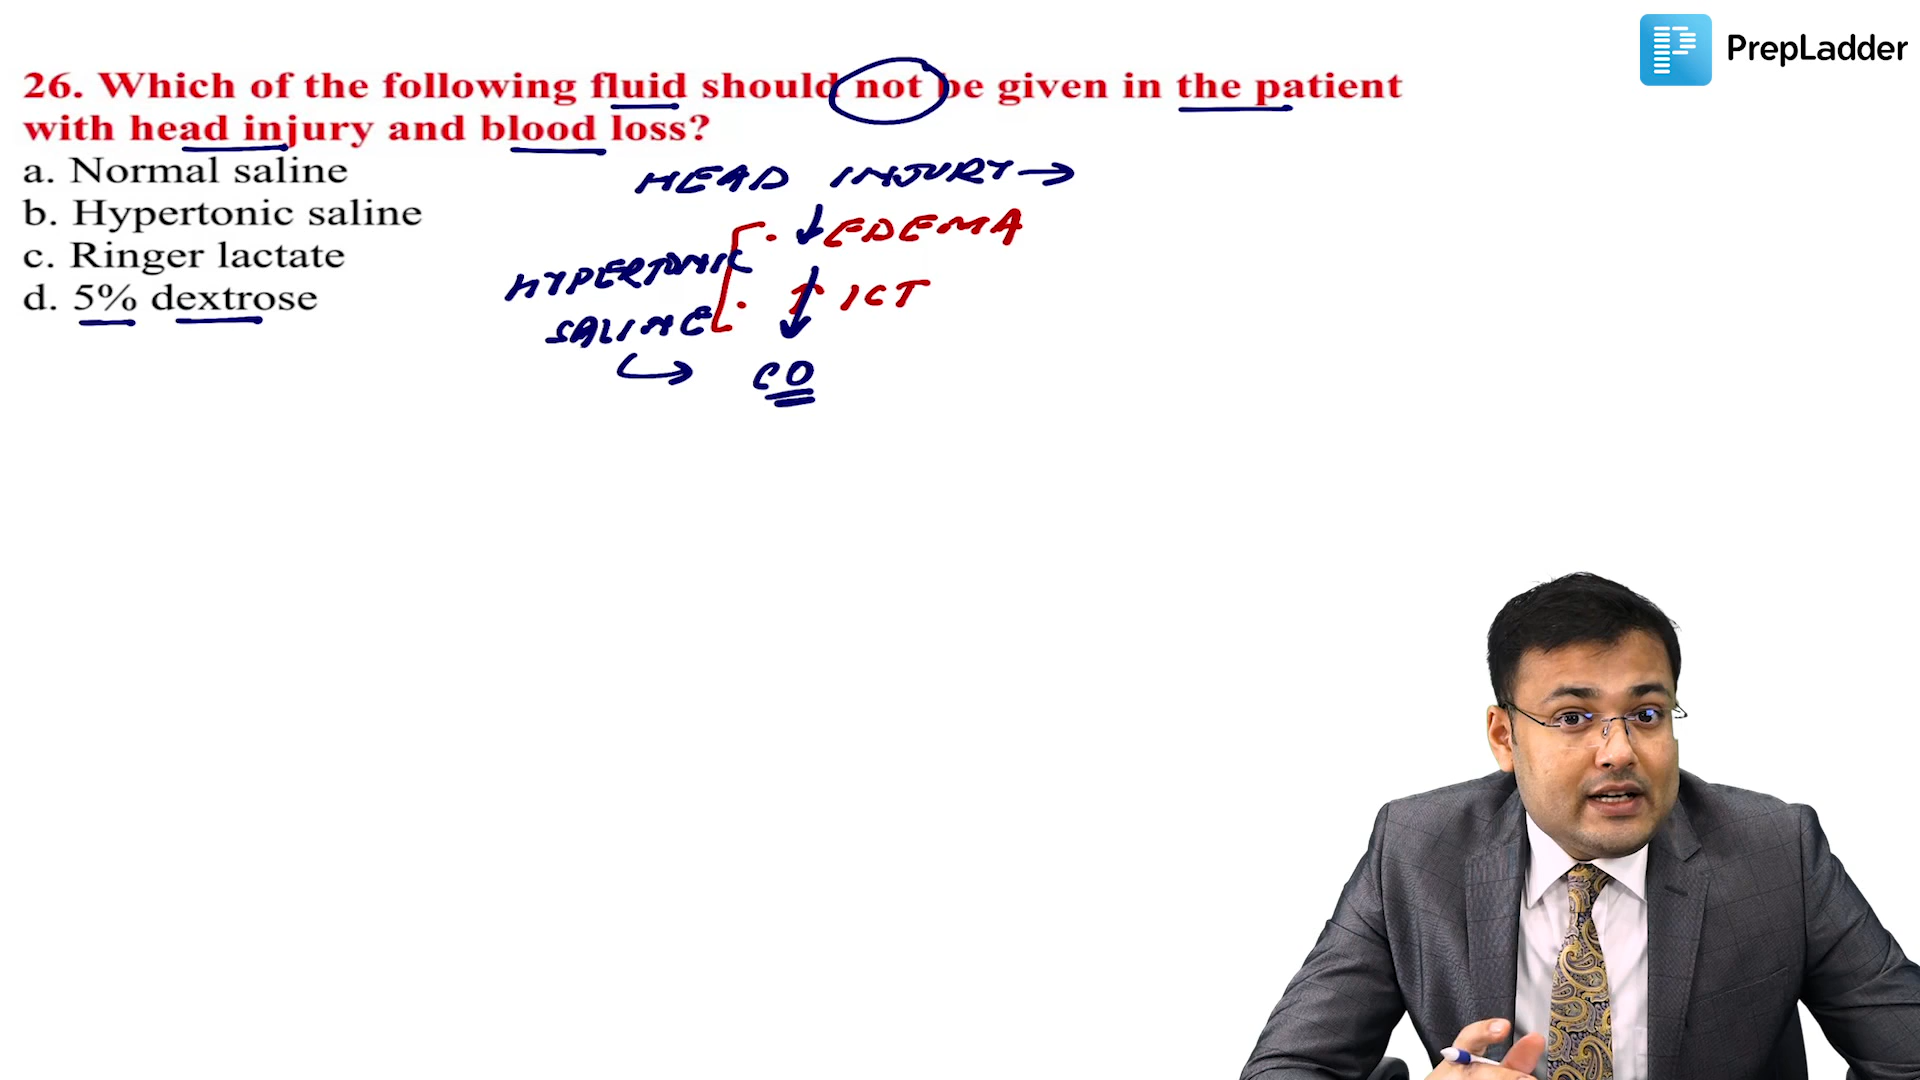 PrepLadder
26. Which of the following fluid should not be given in the patient
with head injury and blood loss?
a. Normal saline
b. Hypertonic saline
c. Ringer lactate
d. 5% dextrose
HEAD INJURY →
↓ EDEMA
HYPERTONIC
SALINE
↑ ICT
CO